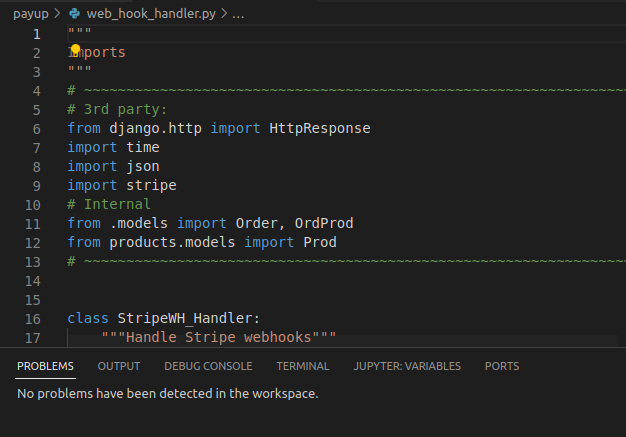 payup > web_hook_handler.py > ...
1 """
2 Imports
3 """
4 # ~~~~~~~~~~~~~~~~~~~~~~~~~~~~~~~~~~~~~~~~~~~~~~~~~~~~~~~~~~~~~~~~~~
5 # 3rd party:
6 from django.http import HttpResponse
7 import time
8 import json
9 import stripe
10 # Internal
11 from .models import Order, OrdProd
12 from products.models import Prod
13 # ~~~~~~~~~~~~~~~~~~~~~~~~~~~~~~~~~~~~~~~~~~~~~~~~~~~~~~~~~~~~~~~~~~
14
15
16 class StripeWH_Handler:
17     """Handle Stripe webhooks"""
PROBLEMS OUTPUT DEBUG CONSOLE TERMINAL JUPYTER: VARIABLES PORTS
No problems have been detected in the workspace.